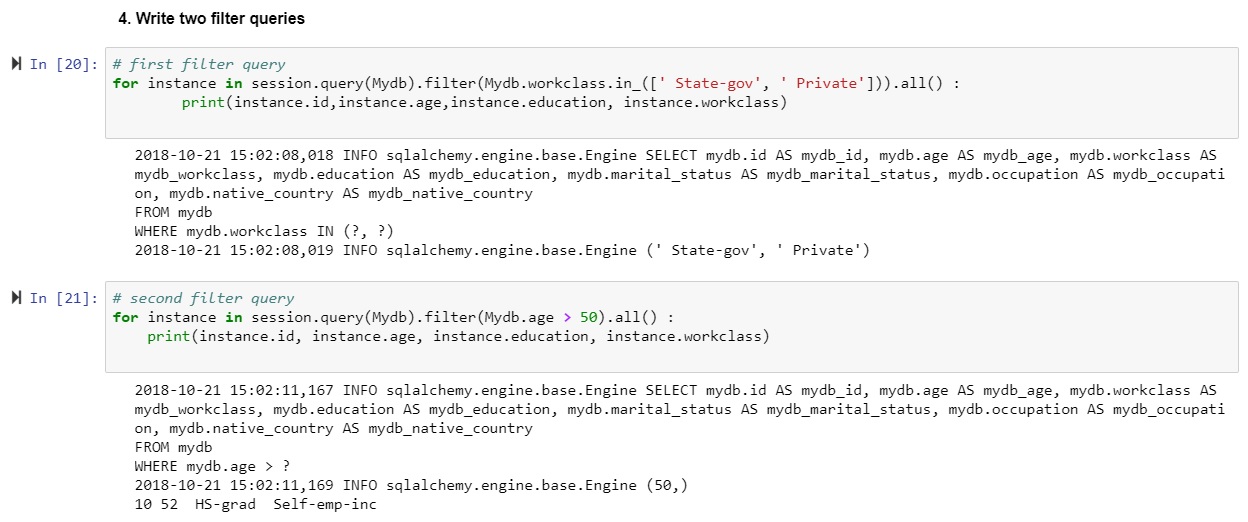 4. Write two filter queries
In [20]: # first filter query
for instance in session.query(Mydb).filter(Mydb.workclass.in_([' State-gov', ' Private'])).all() :
        print(instance.id,instance.age,instance.education, instance.workclass)
2018-10-21 15:02:08,018 INFO sqlalchemy.engine.base.Engine SELECT mydb.id AS mydb_id, mydb.age AS mydb_age, mydb.workclass AS
mydb_workclass, mydb.education AS mydb_education, mydb.marital_status AS mydb_marital_status, mydb.occupation AS mydb_occupati
on, mydb.native_country AS mydb_native_country
FROM mydb
WHERE mydb.workclass IN (?, ?)
2018-10-21 15:02:08,019 INFO sqlalchemy.engine.base.Engine (' State-gov', ' Private')
In [21]: # second filter query
for instance in session.query(Mydb).filter(Mydb.age > 50).all() :
    print(instance.id, instance.age, instance.education, instance.workclass)
2018-10-21 15:02:11,167 INFO sqlalchemy.engine.base.Engine SELECT mydb.id AS mydb_id, mydb.age AS mydb_age, mydb.workclass AS
mydb_workclass, mydb.education AS mydb_education, mydb.marital_status AS mydb_marital_status, mydb.occupation AS mydb_occupati
on, mydb.native_country AS mydb_native_country
FROM mydb
WHERE mydb.age > ?
2018-10-21 15:02:11,169 INFO sqlalchemy.engine.base.Engine (50,)
10 52  HS-grad  Self-emp-inc